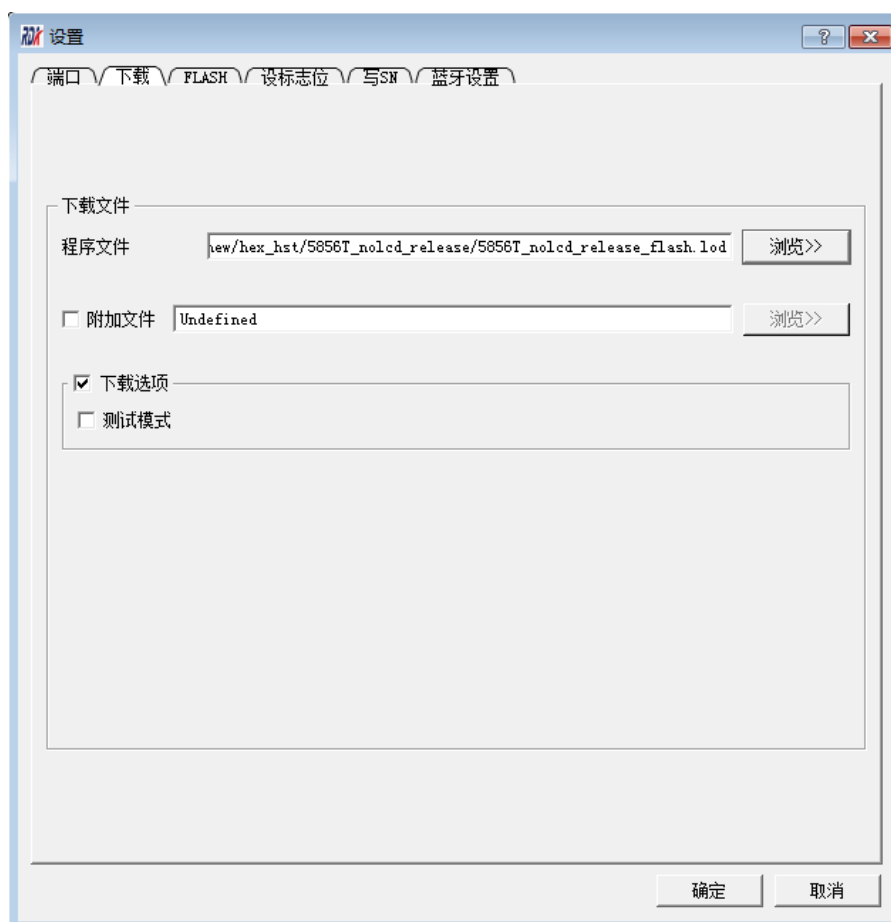 RDA 设置
端口 下载 FLASH 设标志位 写SN 蓝牙设置
下载文件
程序文件 new/hex_hst/5856T_nolcd_release/5856T_nolcd_release_flash.lod 浏览>>
附加文件 Undefined 浏览>>
下载选项
测试模式
确定 取消